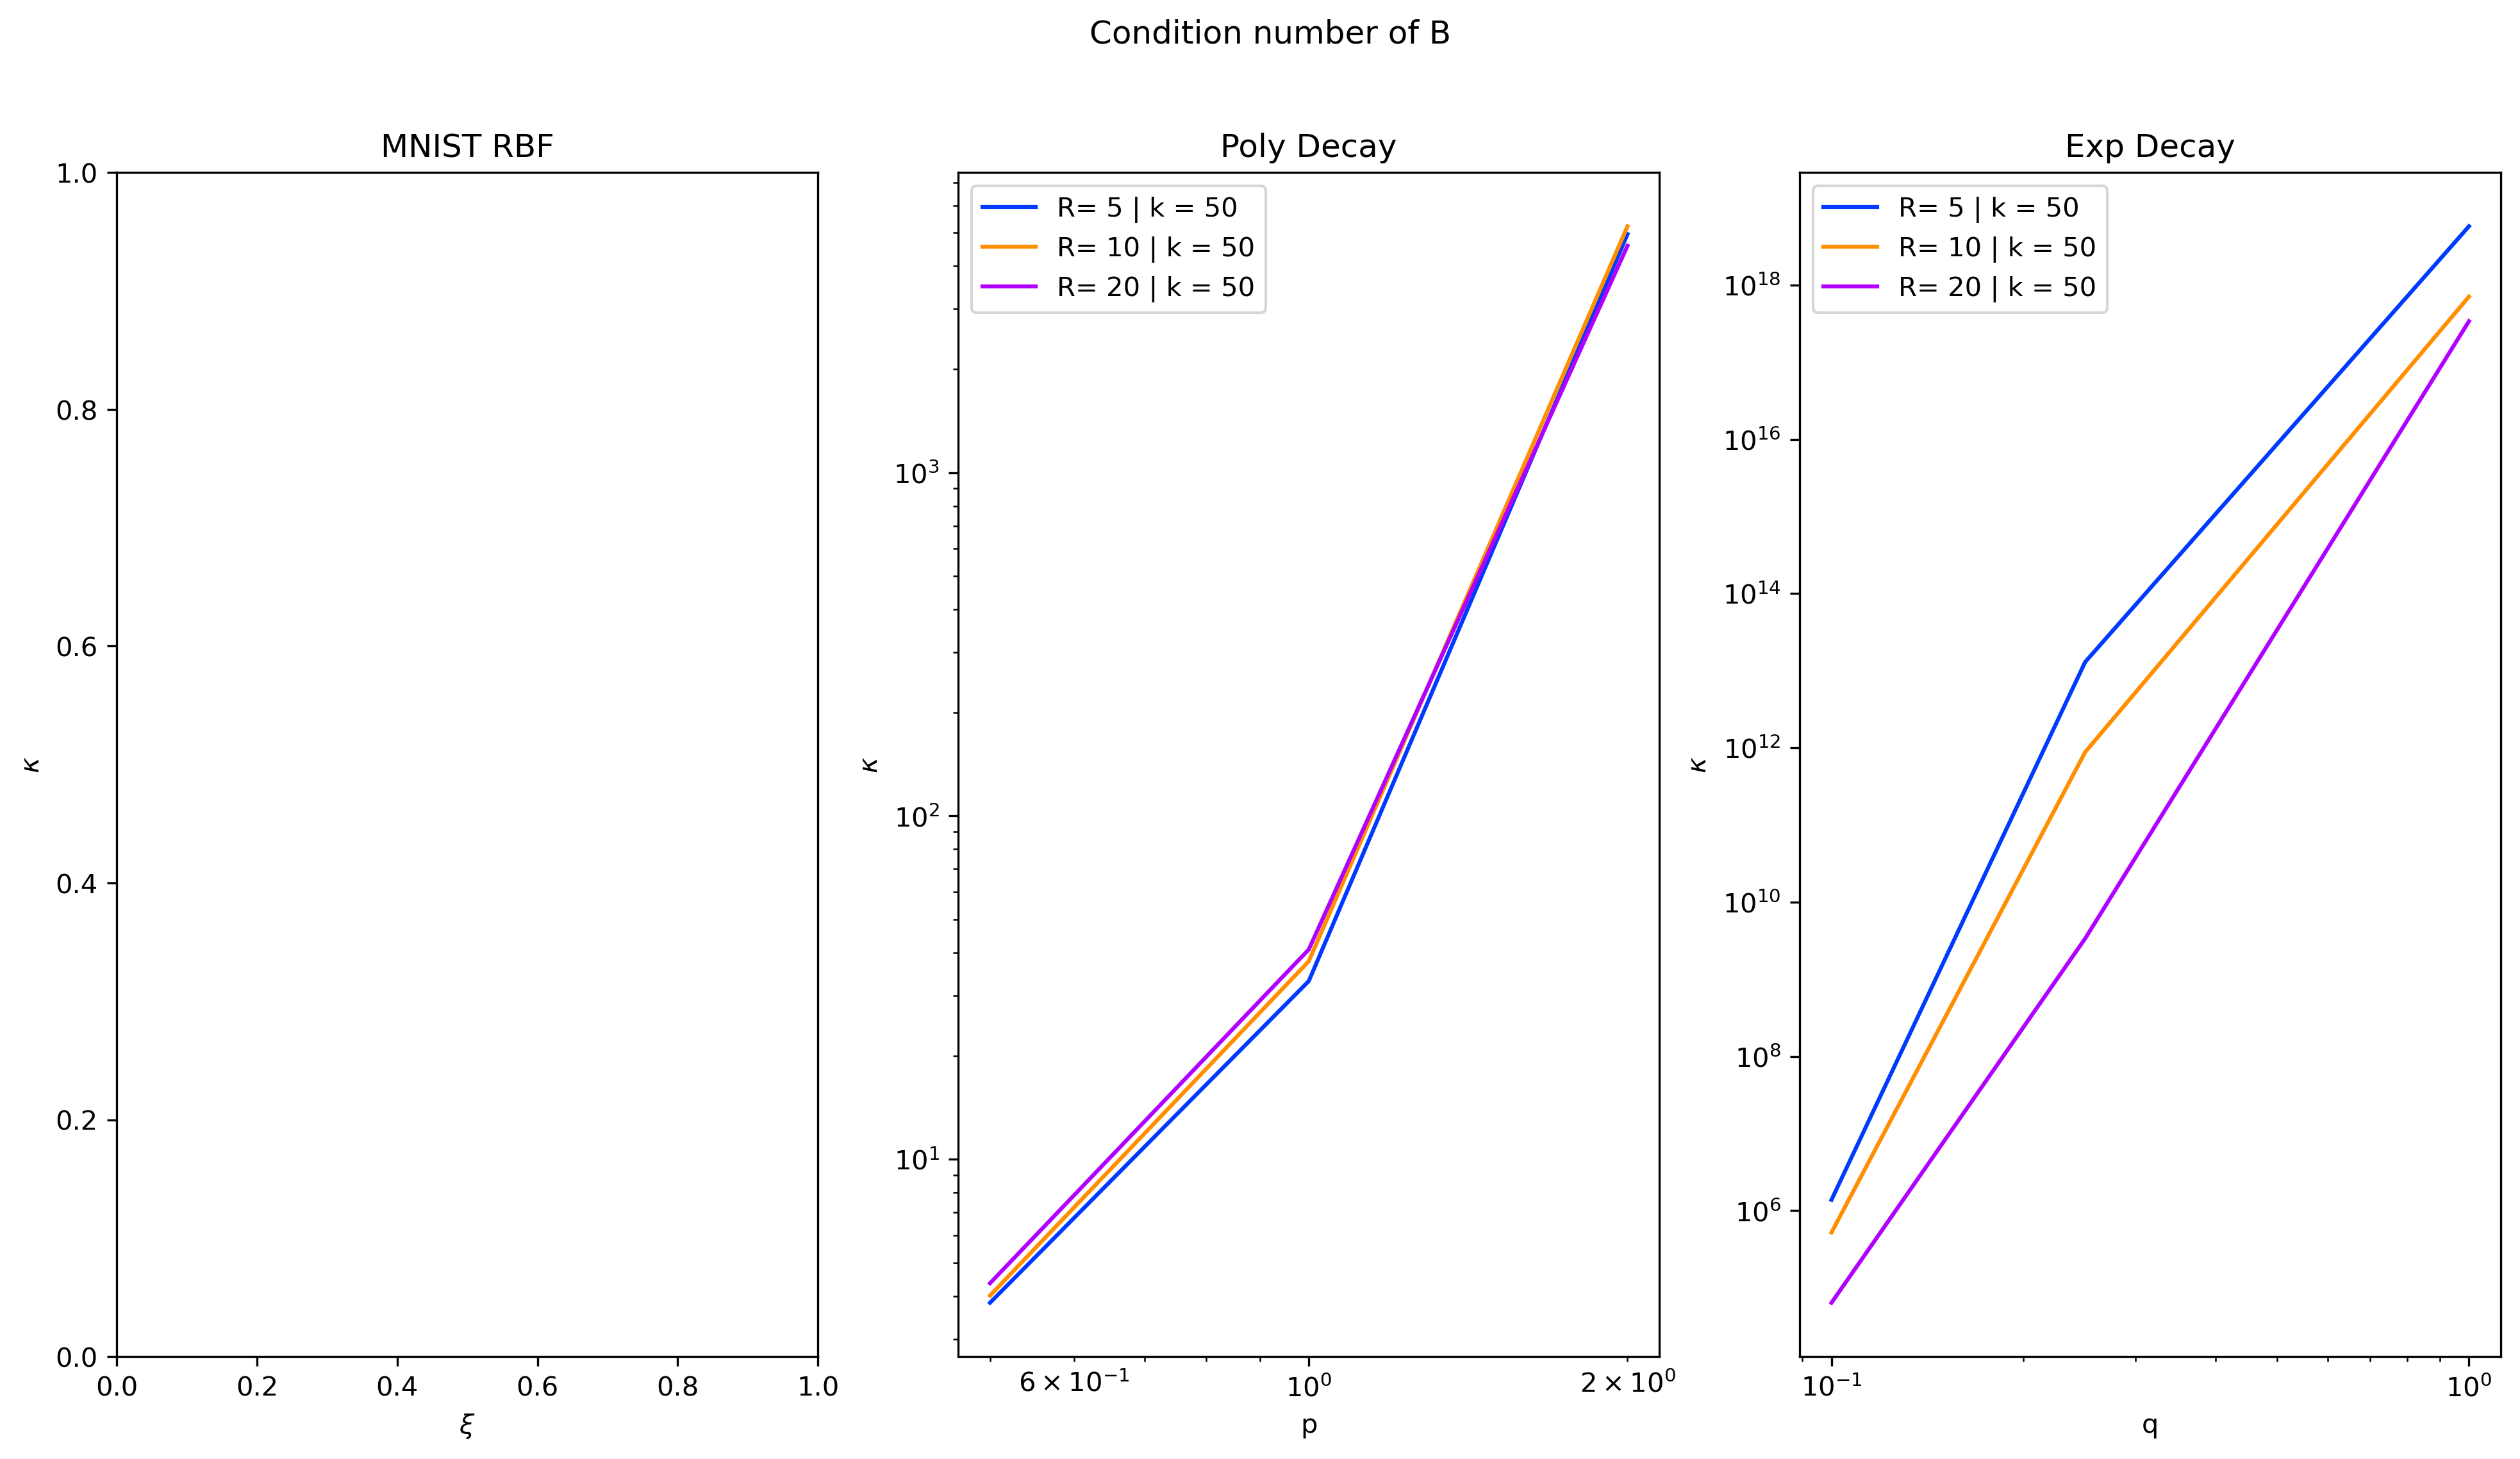 Condition number of B
MNIST RBF
1.0
0.8
0.6
0.4
0.2
0.0
κ
0.0 0.2 0.4 0.6 0.8 1.0
ξ
Poly Decay
R= 5 | k = 50
R= 10 | k = 50
R= 20 | k = 50
10³
10²
10¹
κ
6 × 10⁻¹ 10⁰ 2 × 10⁰
p
Exp Decay
R= 5 | k = 50
R= 10 | k = 50
R= 20 | k = 50
10¹⁸
10¹⁶
10¹⁴
10¹²
10¹⁰
10⁸
10⁶
κ
10⁻¹ 10⁰
q